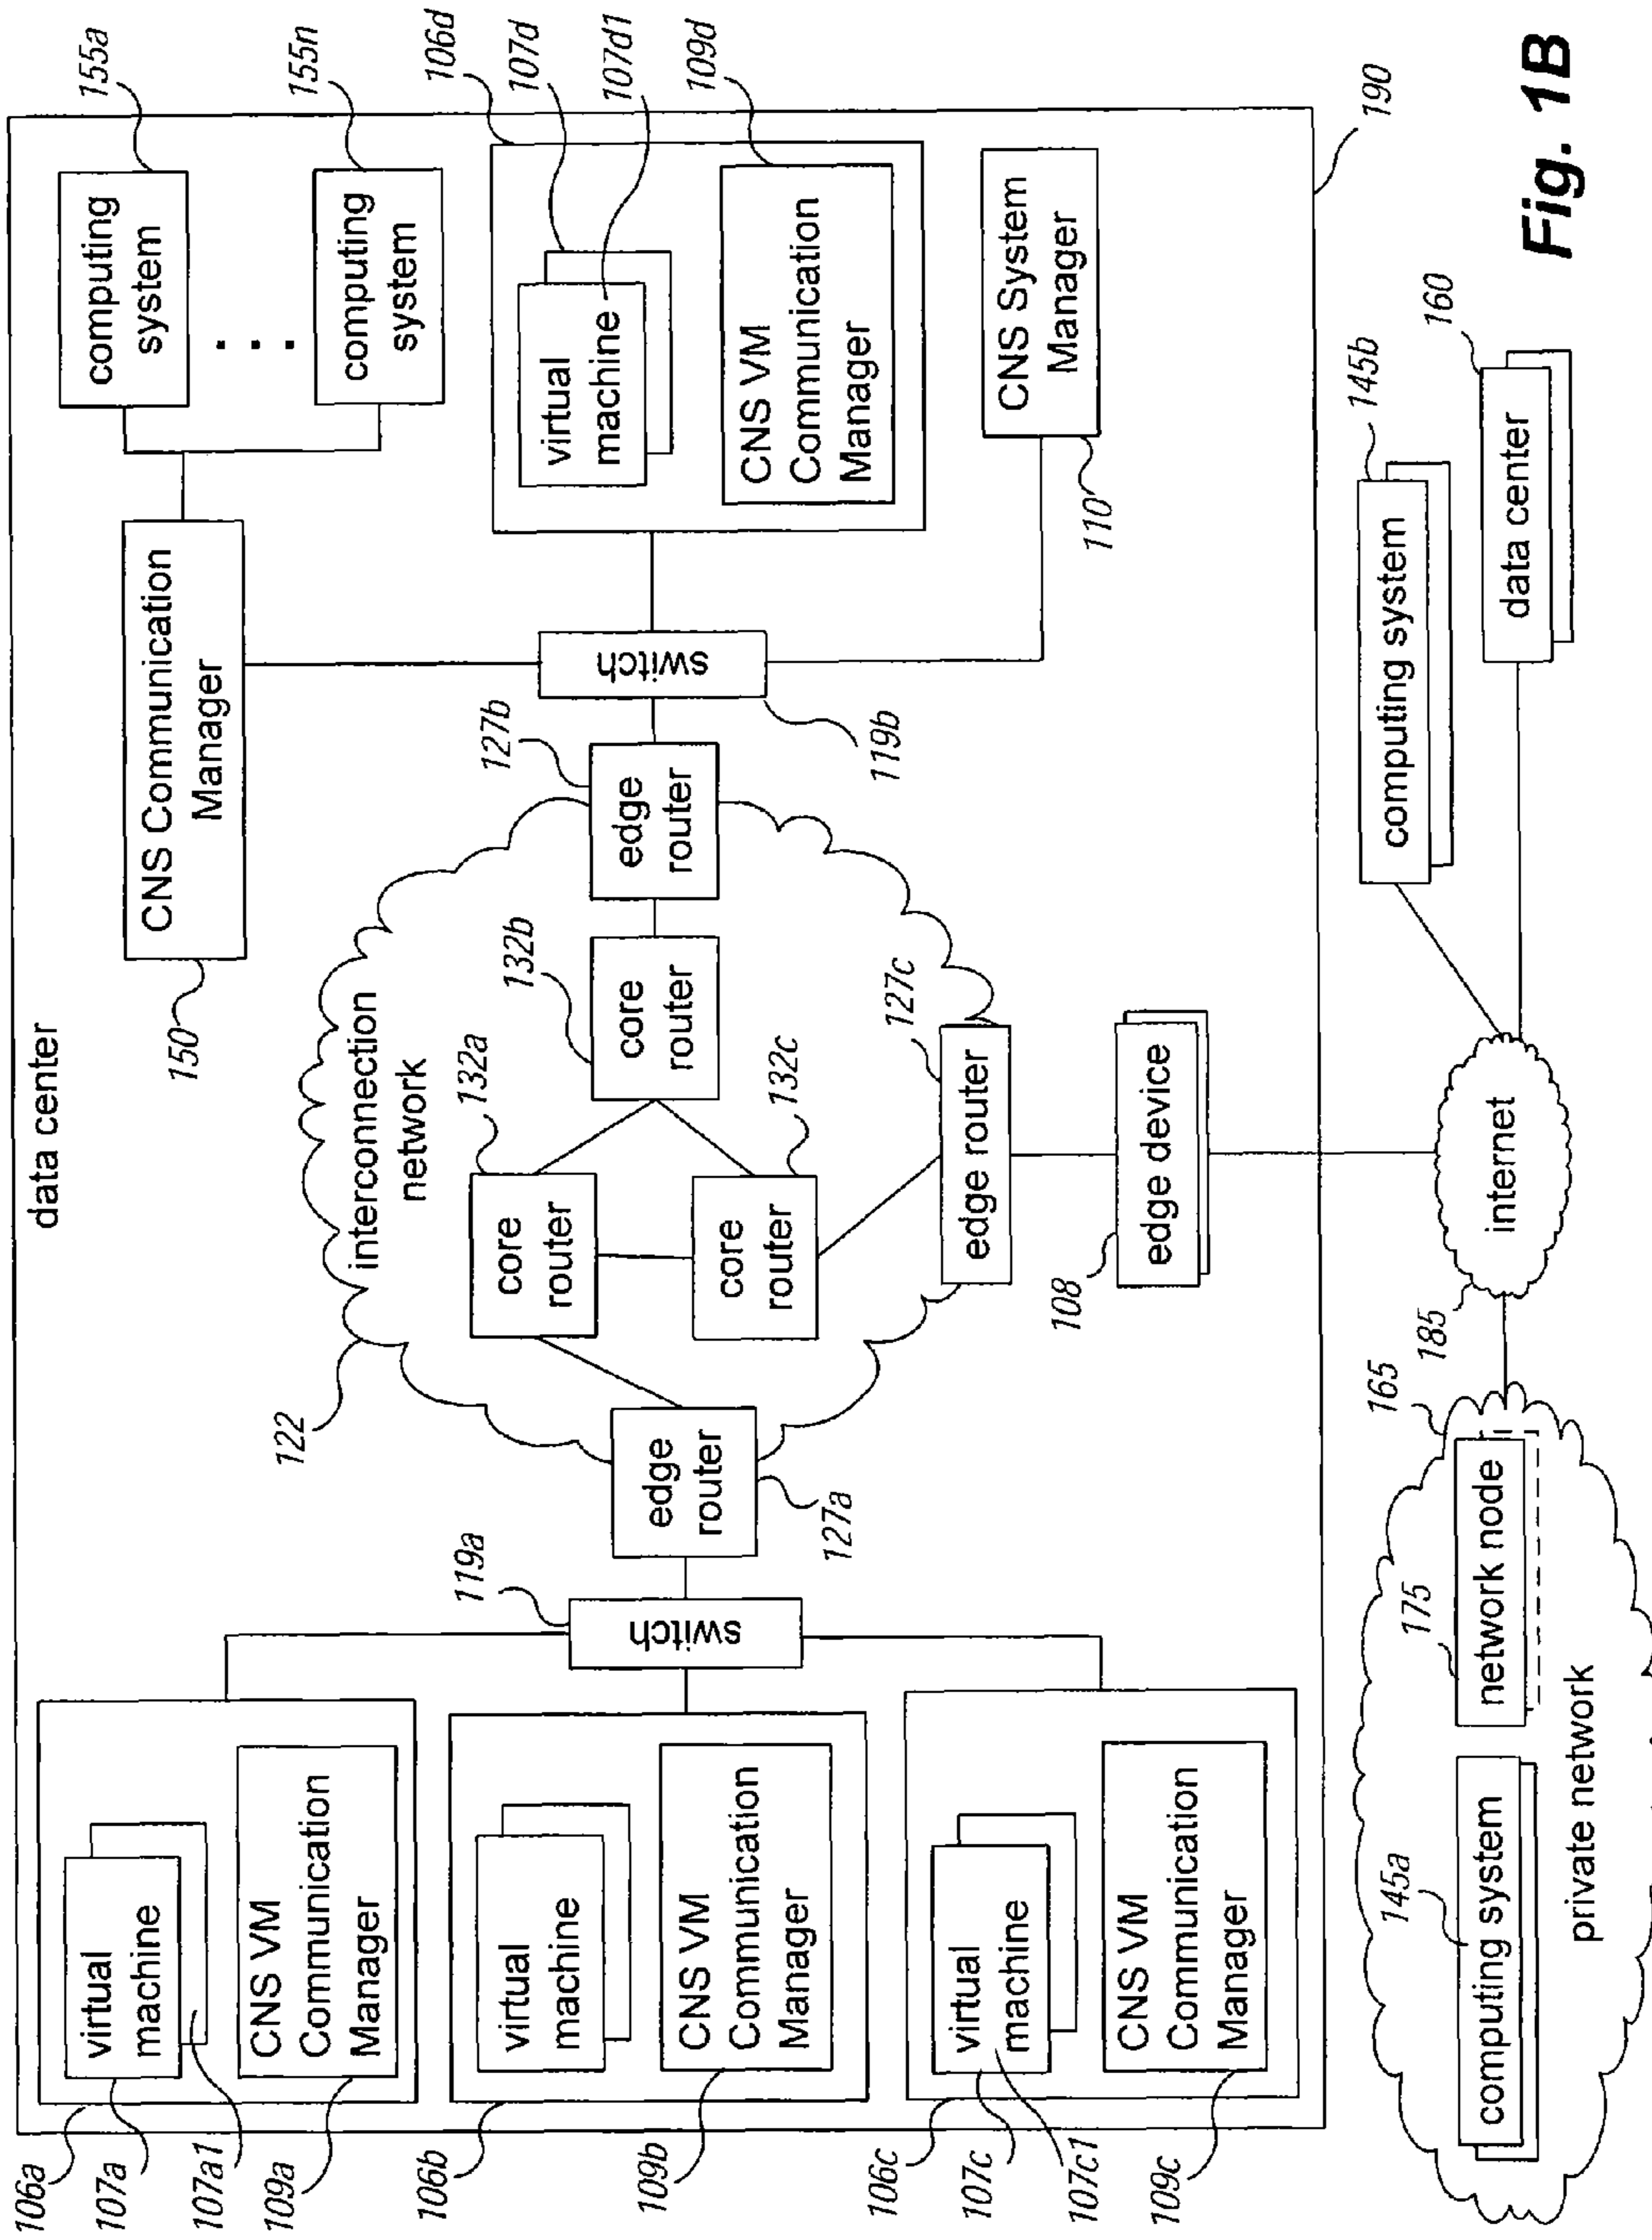 data center
106a
virtual
machine
107a
107a1
CNS VM
Communication
Manager
109a
106b
virtual
machine
CNS VM
Communication
Manager
109b
106c
virtual
machine
107c
107c1
CNS VM
Communication
Manager
109c
119a
switch
edge
router
127a
122
interconnection
network
core
router
132a
core
router
132b
core
router
132c
edge
router
127b
edge router
127c
108
edge device
150
CNS Communication
Manager
switch
119b
computing
system
155a
...
computing
system
155n
106d
virtual
machine
107d
107d1
CNS VM
Communication
Manager
109d
CNS System
Manager
110
190
145a
computing system
175
network node
165
private network
185
internet
computing system
145b
data center
160
Fig. 1B